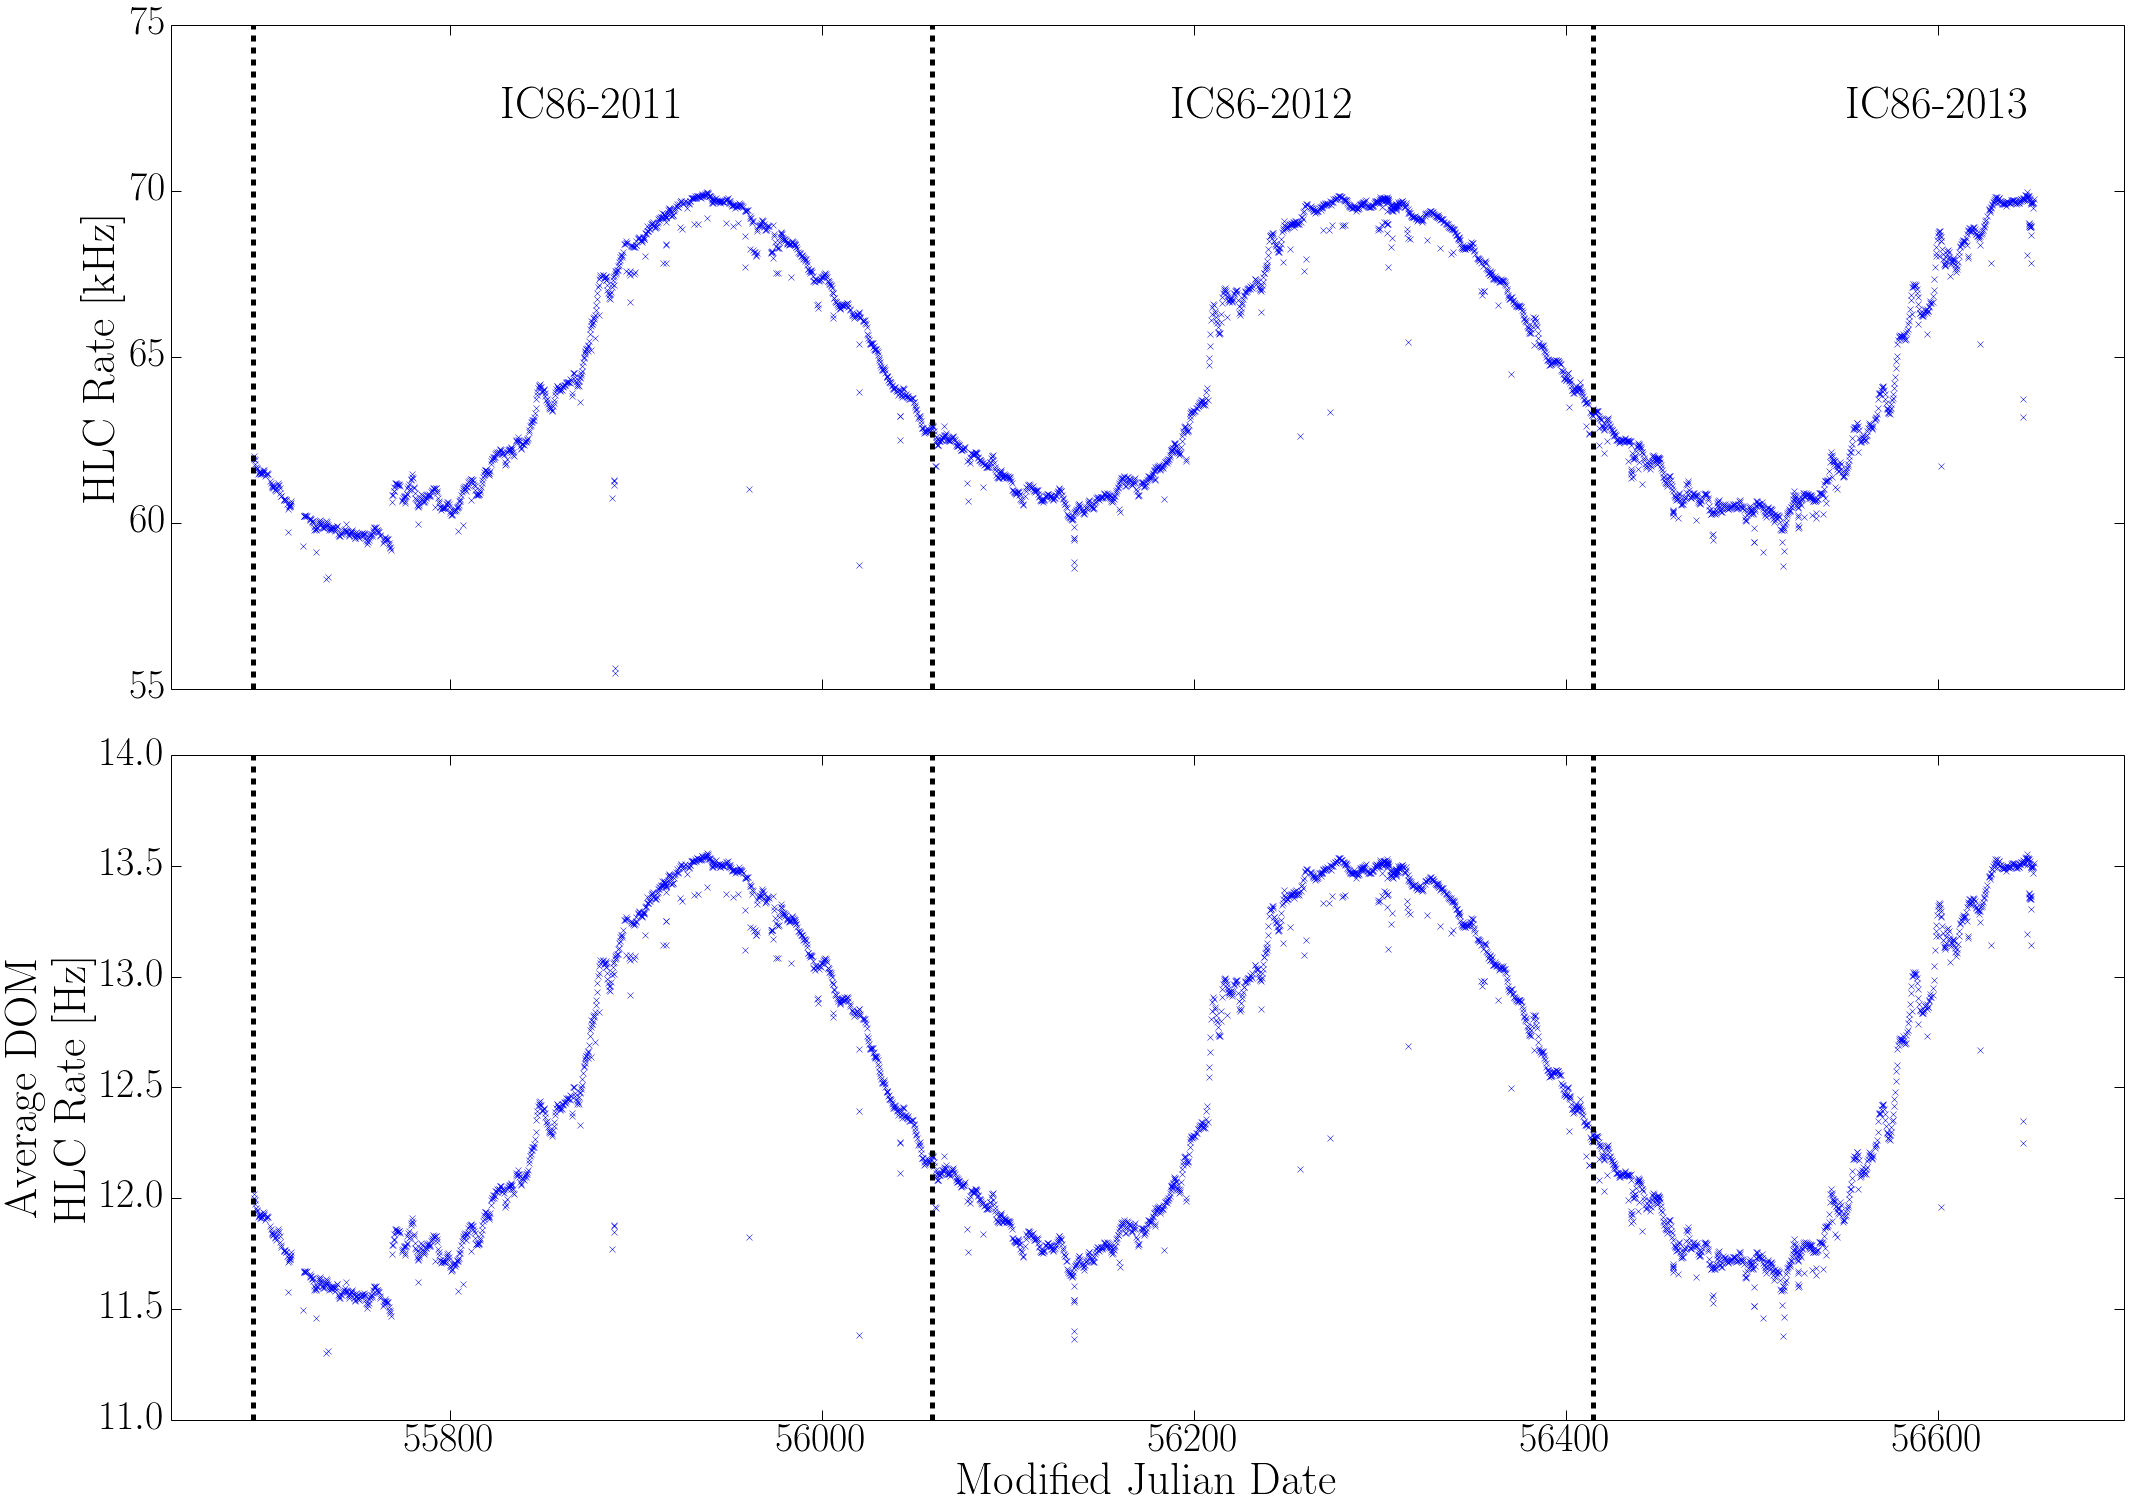 75
IC86-2011 IC86-2012 IC86-2013
70
HLC Rate [kHz]
65
60
55
14.0
13.5
Average DOM
HLC Rate [Hz]
13.0
12.5
12.0
11.5
11.0
55800 56000 56200 56400 56600
Modified Julian Date